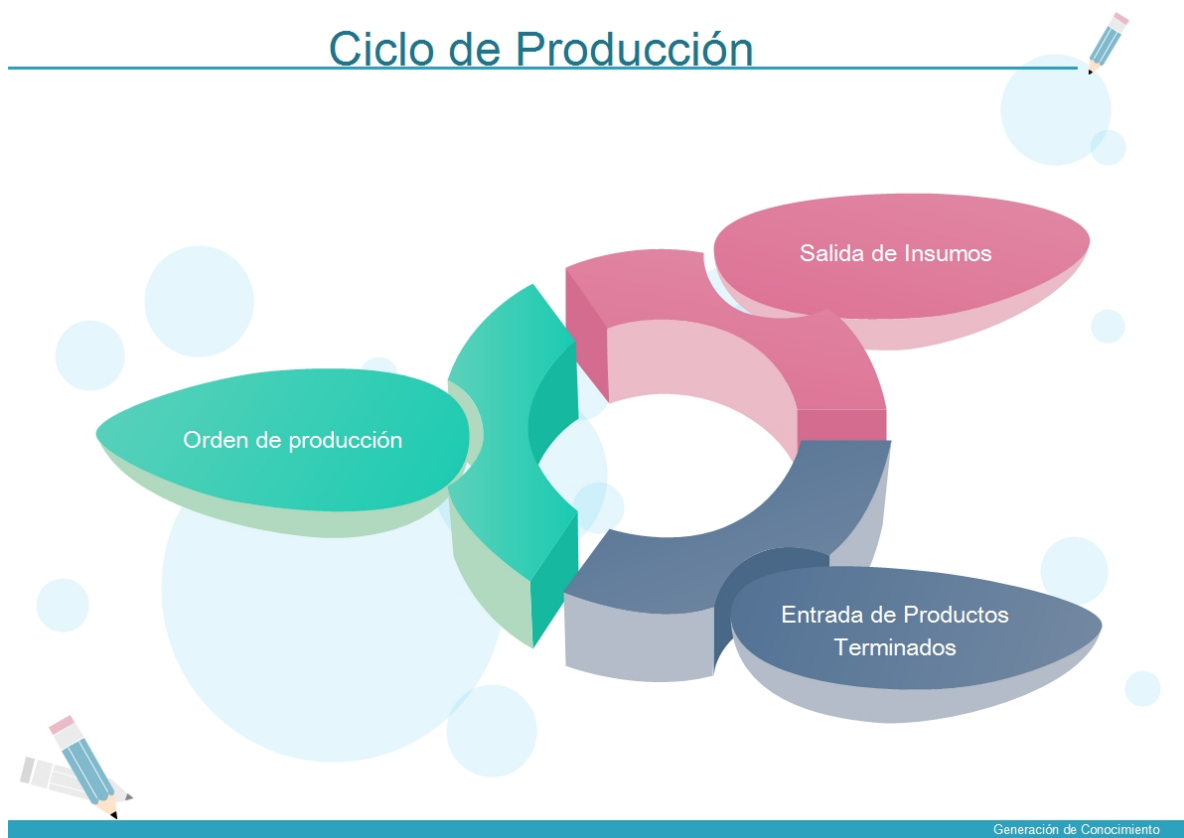 Ciclo de Producción
Salida de Insumos
Orden de producción
Entrada de Productos
Terminados
Generación de Conocimiento